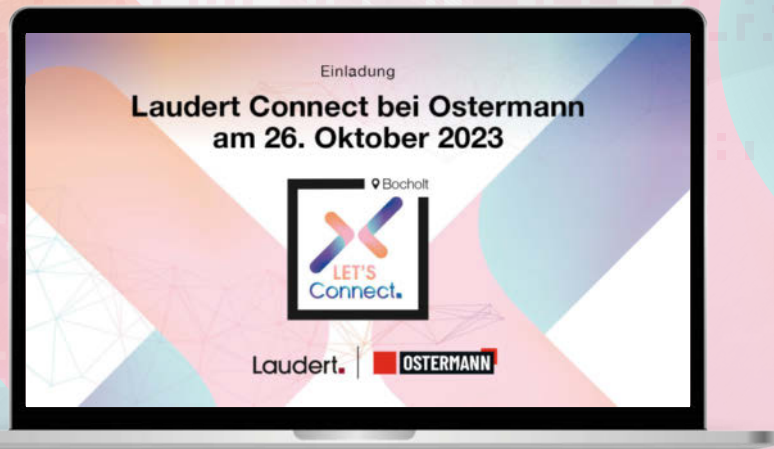 Einladung
Laudert Connect bei Ostermann
am 26. Oktober 2023
Bocholt
LET'S
Connect.
Laudert. OSTERMANN